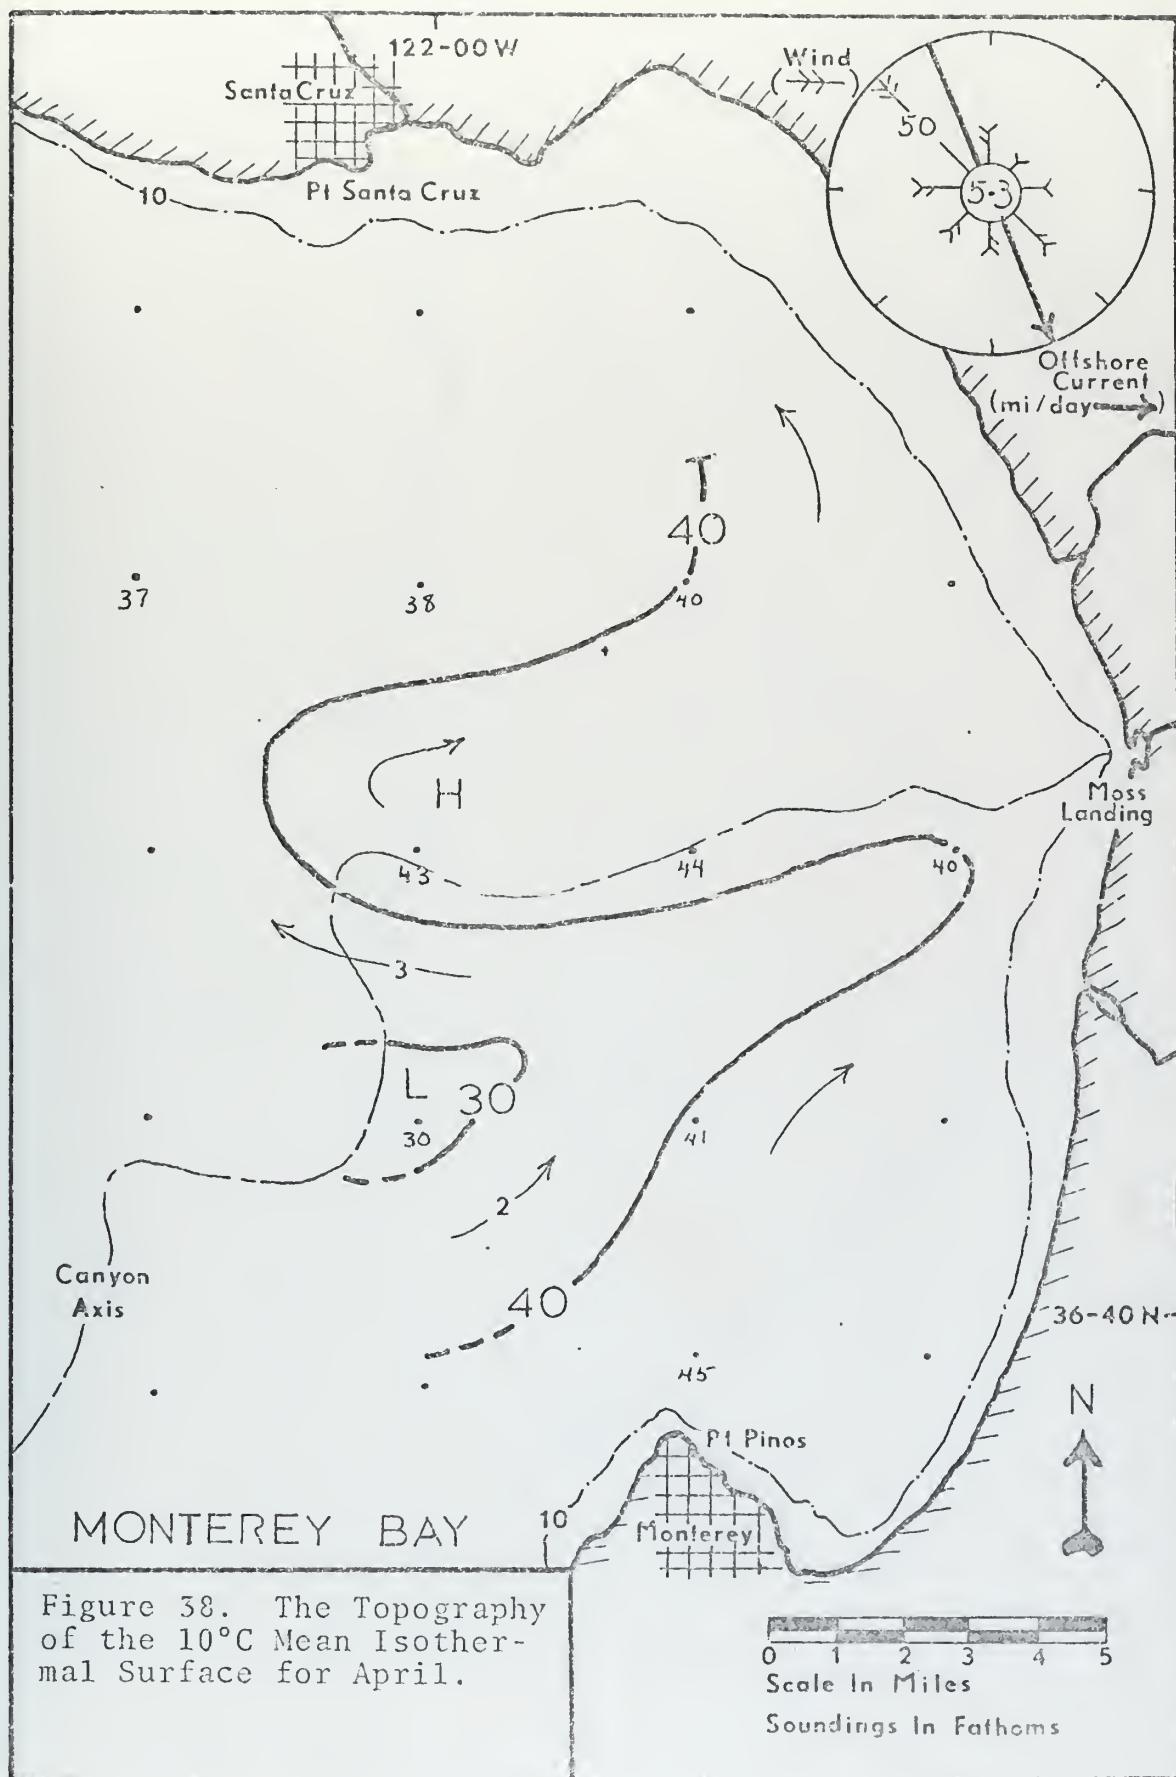 122-00 W
Santa Cruz
Wind
50
5.3
10
Pt Santa Cruz
Offshore
Current
(mi/day)
40
37
38
40
H
Moss
Landing
43
44
40
3
L
30
30
41
2
Canyon
Axis
40
36-40 N
45
N
Pt Pinos
MONTEREY BAY
10
Monterey
Figure 38. The Topography
of the 10°C Mean Isother-
mal Surface for April.
0 1 2 3 4 5
Scale In Miles
Soundings In Fathoms